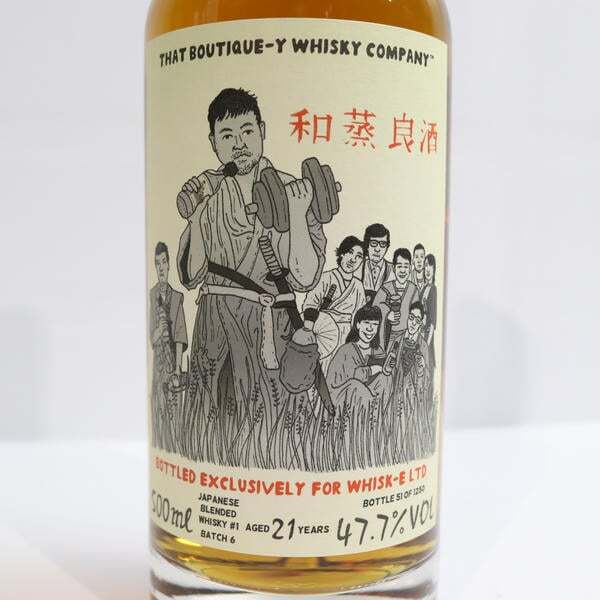 THAT BOUTIQUE-Y WHISKY COMPANY™
和蒸良酒
BOTTLED EXCLUSIVELY FOR WHISK-E LTD
500ml
JAPANESE
BLENDED
WHISKY #1
BATCH 6
AGED 21 YEARS
BOTTLE 51 OF 1250
47.7% VOL